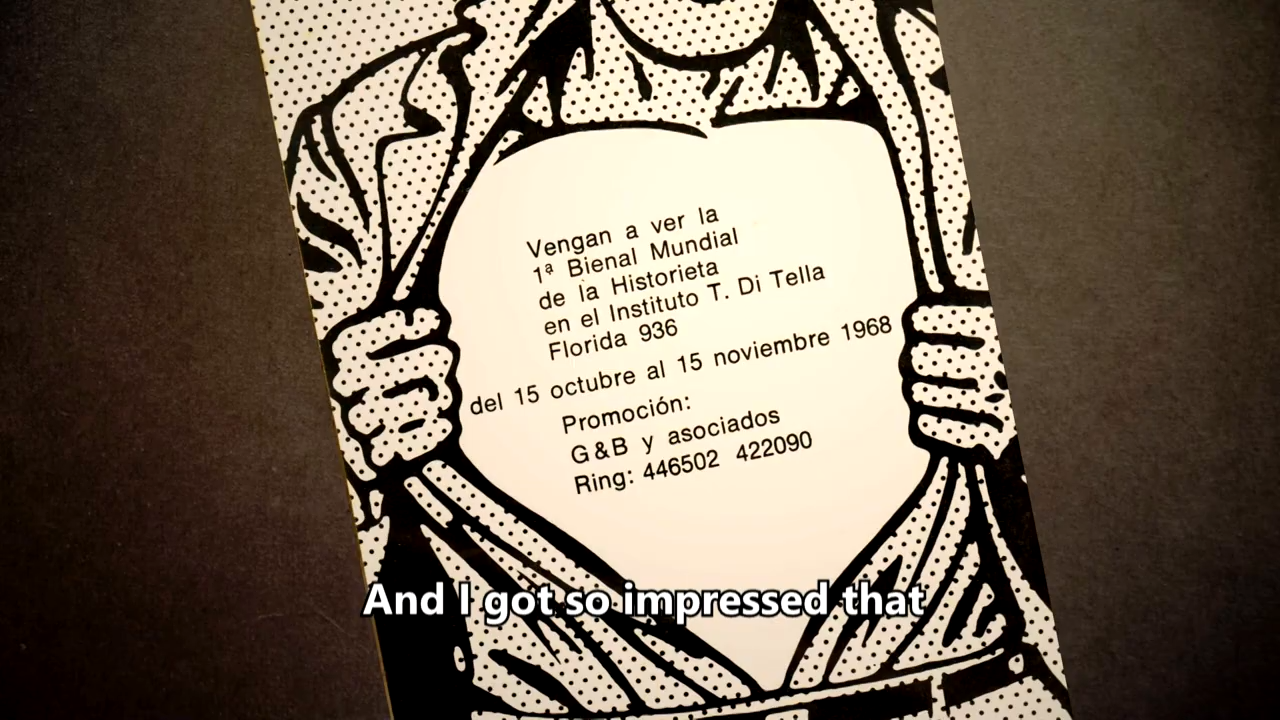 Vengan a ver la
1ª Bienal Mundial
de la Historieta
en el Instituto T. Di Tella
Florida 936
del 15 octubre al 15 noviembre 1968
Promoción:
G&B y asociados
Ring: 446502 422090
And I got so impressed that